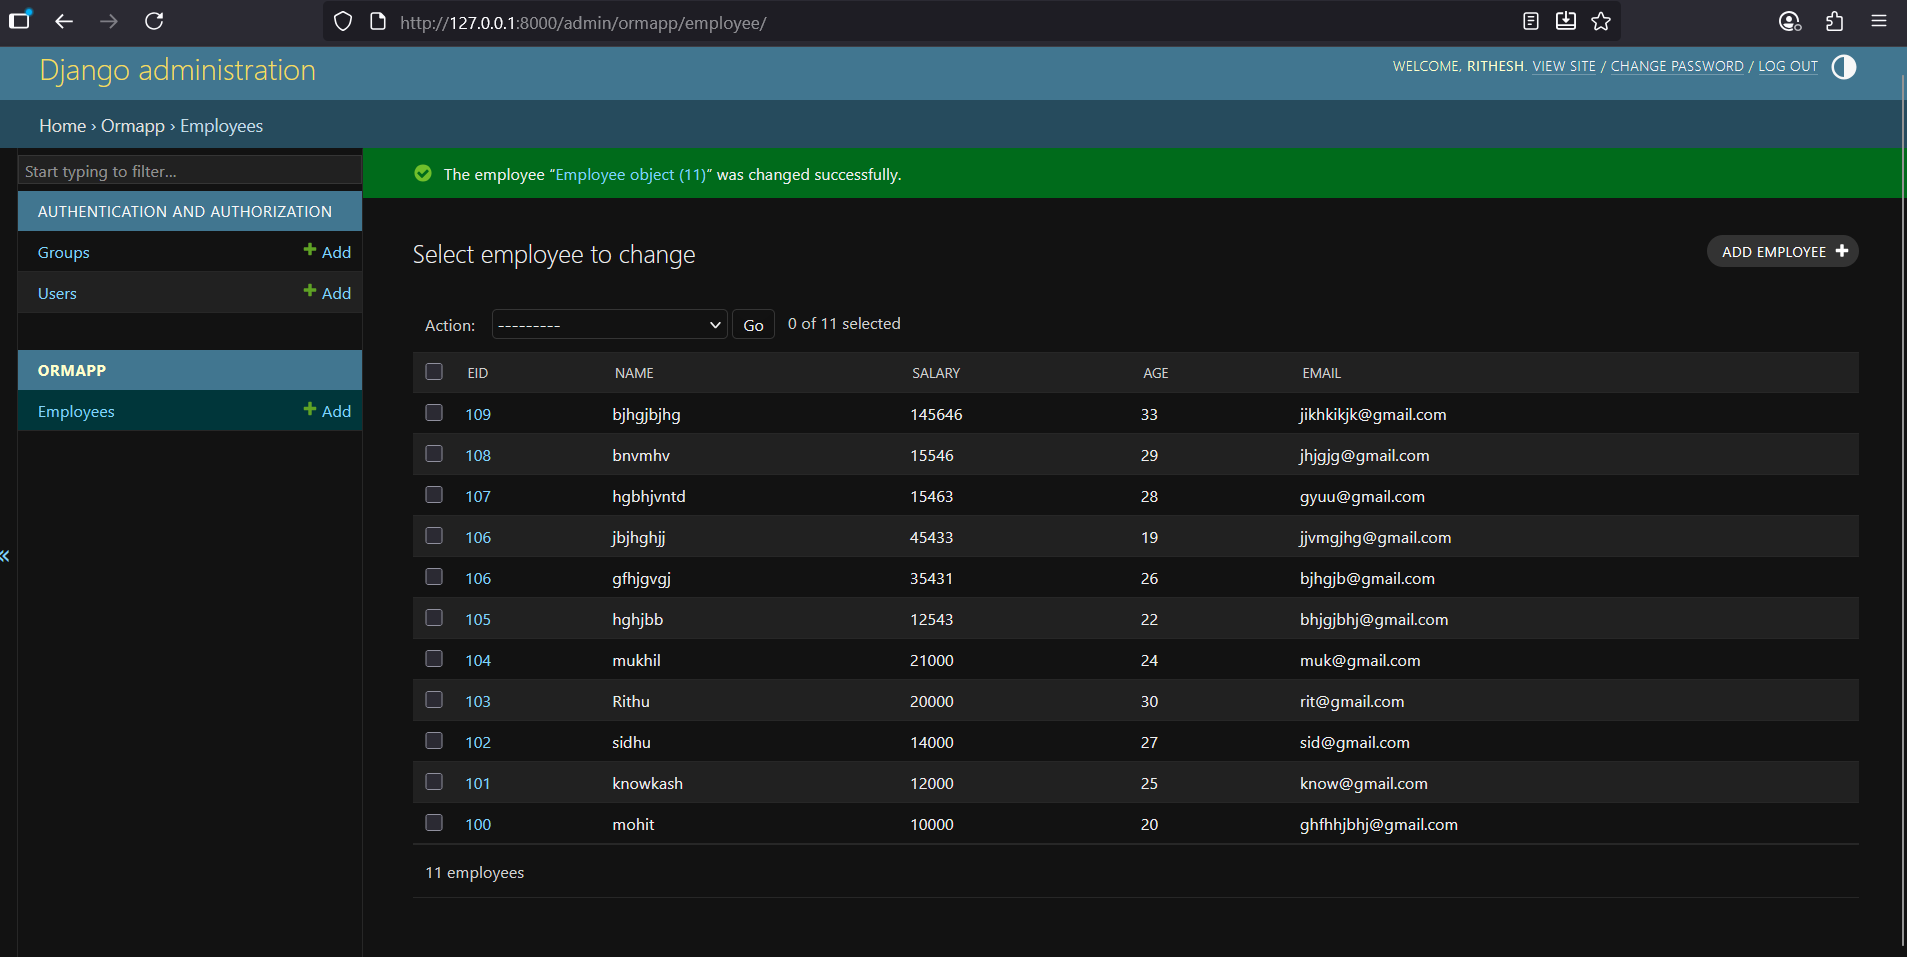 http://127.0.0.1:8000/admin/ormapp/employee/
Django administration
WELCOME, RITHESH. VIEW SITE / CHANGE PASSWORD / LOG OUT
Home › Ormapp › Employees
Start typing to filter...
AUTHENTICATION AND AUTHORIZATION
Groups + Add
Users + Add
ORMAPP
Employees + Add
«
The employee “Employee object (11)” was changed successfully.
Select employee to change
ADD EMPLOYEE +
Action: --------- Go 0 of 11 selected
EID NAME SALARY AGE EMAIL
109 bjhgjbjhg 145646 33 jikhkikjk@gmail.com
108 bnvmhv 15546 29 jhjgjg@gmail.com
107 hgbhjvntd 15463 28 gyuu@gmail.com
106 jbjhghjj 45433 19 jjvmgjhg@gmail.com
106 gfhjgvgj 35431 26 bjhgjb@gmail.com
105 hghjbb 12543 22 bhjgjbhj@gmail.com
104 mukhil 21000 24 muk@gmail.com
103 Rithu 20000 30 rit@gmail.com
102 sidhu 14000 27 sid@gmail.com
101 knowkash 12000 25 know@gmail.com
100 mohit 10000 20 ghfhhjbhj@gmail.com
11 employees